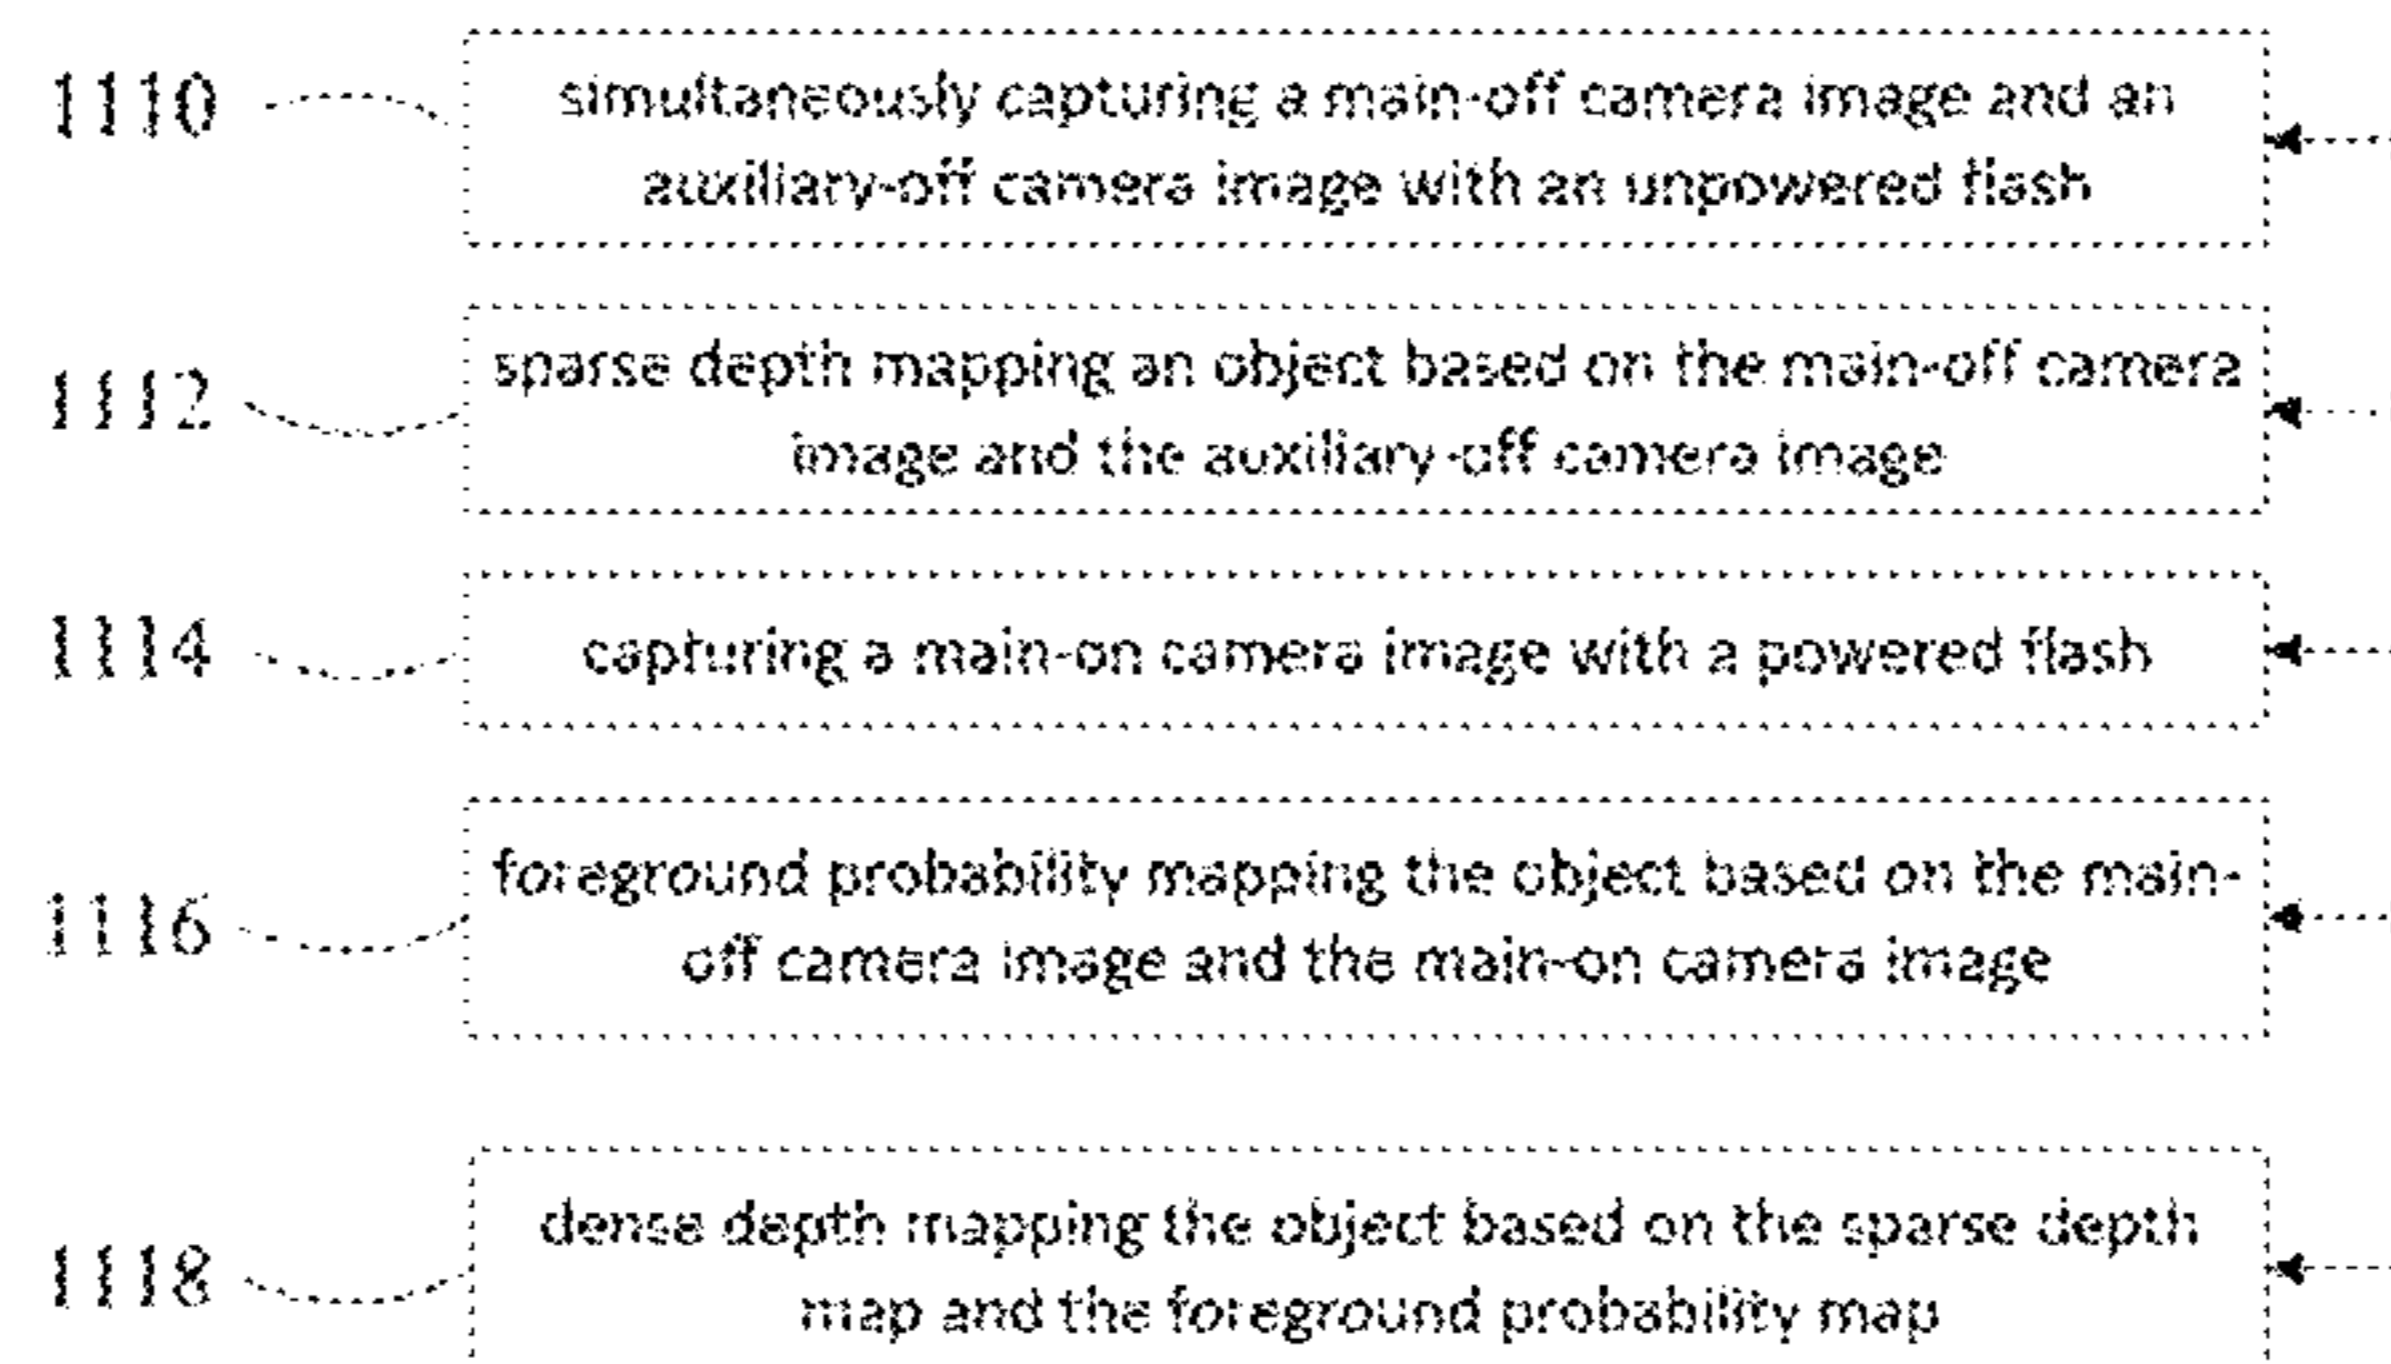 1110
simultaneously capturing a main-off camera image and an
auxiliary-off camera image with an unpowered flash
1112
sparse depth mapping an object based on the main-off camera
image and the auxiliary-off camera image
1114
capturing a main-on camera image with a powered flash
1116
foreground probability mapping the object based on the main-
off camera image and the main-on camera image
1118
dense depth mapping the object based on the sparse depth
map and the foreground probability map